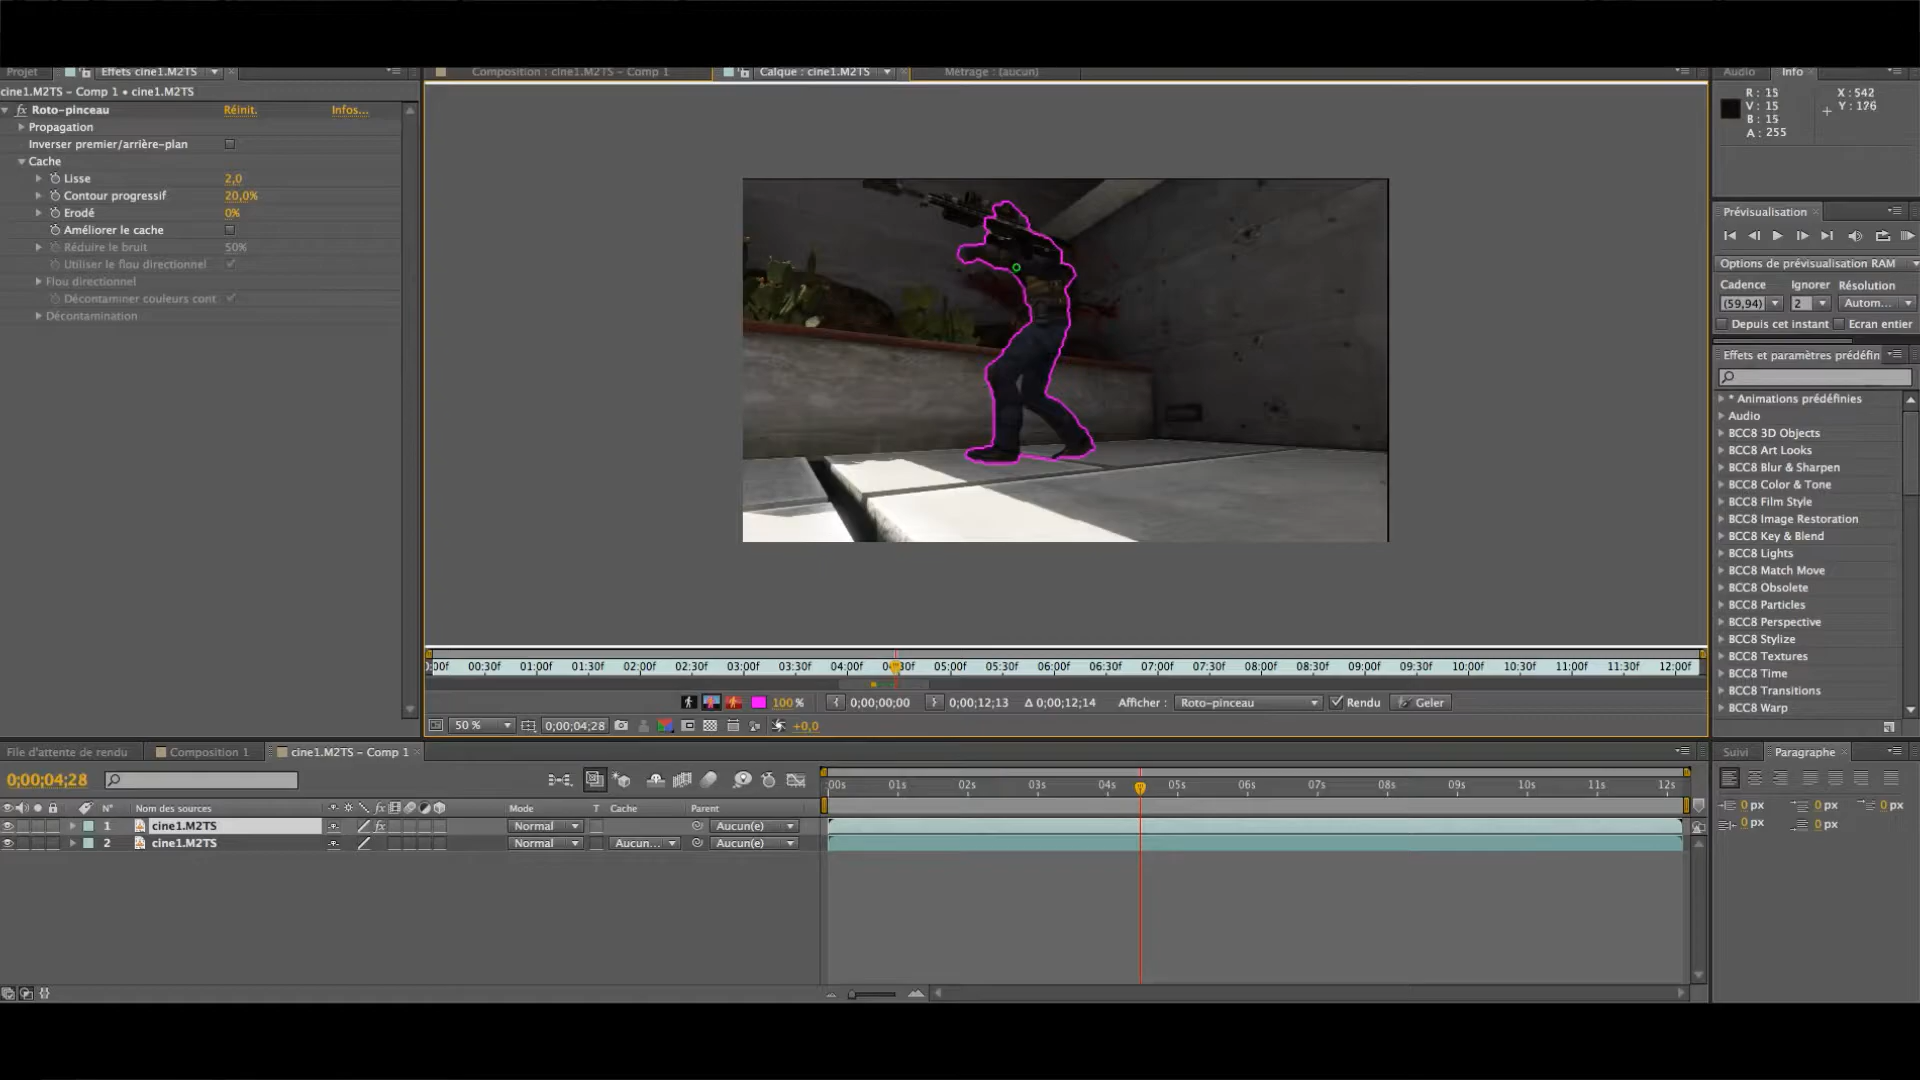 Projet
Effets cine1.M2TS
cine1.M2TS - Comp 1 • cine1.M2TS
Roto-pinceau Réinit. Infos...
Propagation
Inverser premier/arrière-plan
Cache
Lisse 2,0
Contour progressif 20,0%
Erodé 0%
Améliorer le cache
Réduire le bruit 50%
Utiliser le flou directionnel
Flou directionnel
Décontaminer couleurs cont
Décontamination
Composition : cine1.M2TS - Comp 1
Calque : cine1.M2TS
Métrage : (aucun)
:00f 00:30f 01:00f 01:30f 02:00f 02:30f 03:00f 03:30f 04:00f 04:30f 05:00f 05:30f 06:00f 06:30f 07:00f 07:30f 08:00f 08:30f 09:00f 09:30f 10:00f 10:30f 11:00f 11:30f 12:00f
100 % 0;00;00;00 0;00;12;13 Δ 0;00;12;14 Afficher : Roto-pinceau Rendu Geler
50 % 0;00;04;28 +0,0
Audio Info
R : 15 X : 542
V : 15 Y : 176
B : 15
A : 255
Prévisualisation
Options de prévisualisation RAM
Cadence Ignorer Résolution
(59,94) 2 Autom...
Depuis cet instant Ecran entier
Effets et paramètres prédéfin
* Animations prédéfinies
Audio
BCC8 3D Objects
BCC8 Art Looks
BCC8 Blur & Sharpen
BCC8 Color & Tone
BCC8 Film Style
BCC8 Image Restoration
BCC8 Key & Blend
BCC8 Lights
BCC8 Match Move
BCC8 Obsolete
BCC8 Particles
BCC8 Perspective
BCC8 Stylize
BCC8 Textures
BCC8 Time
BCC8 Transitions
BCC8 Warp
File d'attente de rendu Composition 1 cine1.M2TS - Comp 1
0;00;04;28
N° Nom des sources fx Mode T Cache Parent
1 cine1.M2TS fx Normal Aucun(e)
2 cine1.M2TS Normal Aucun... Aucun(e)
:00s 01s 02s 03s 04s 05s 06s 07s 08s 09s 10s 11s 12s
Suivi Paragraphe
0 px 0 px 0 px
0 px 0 px